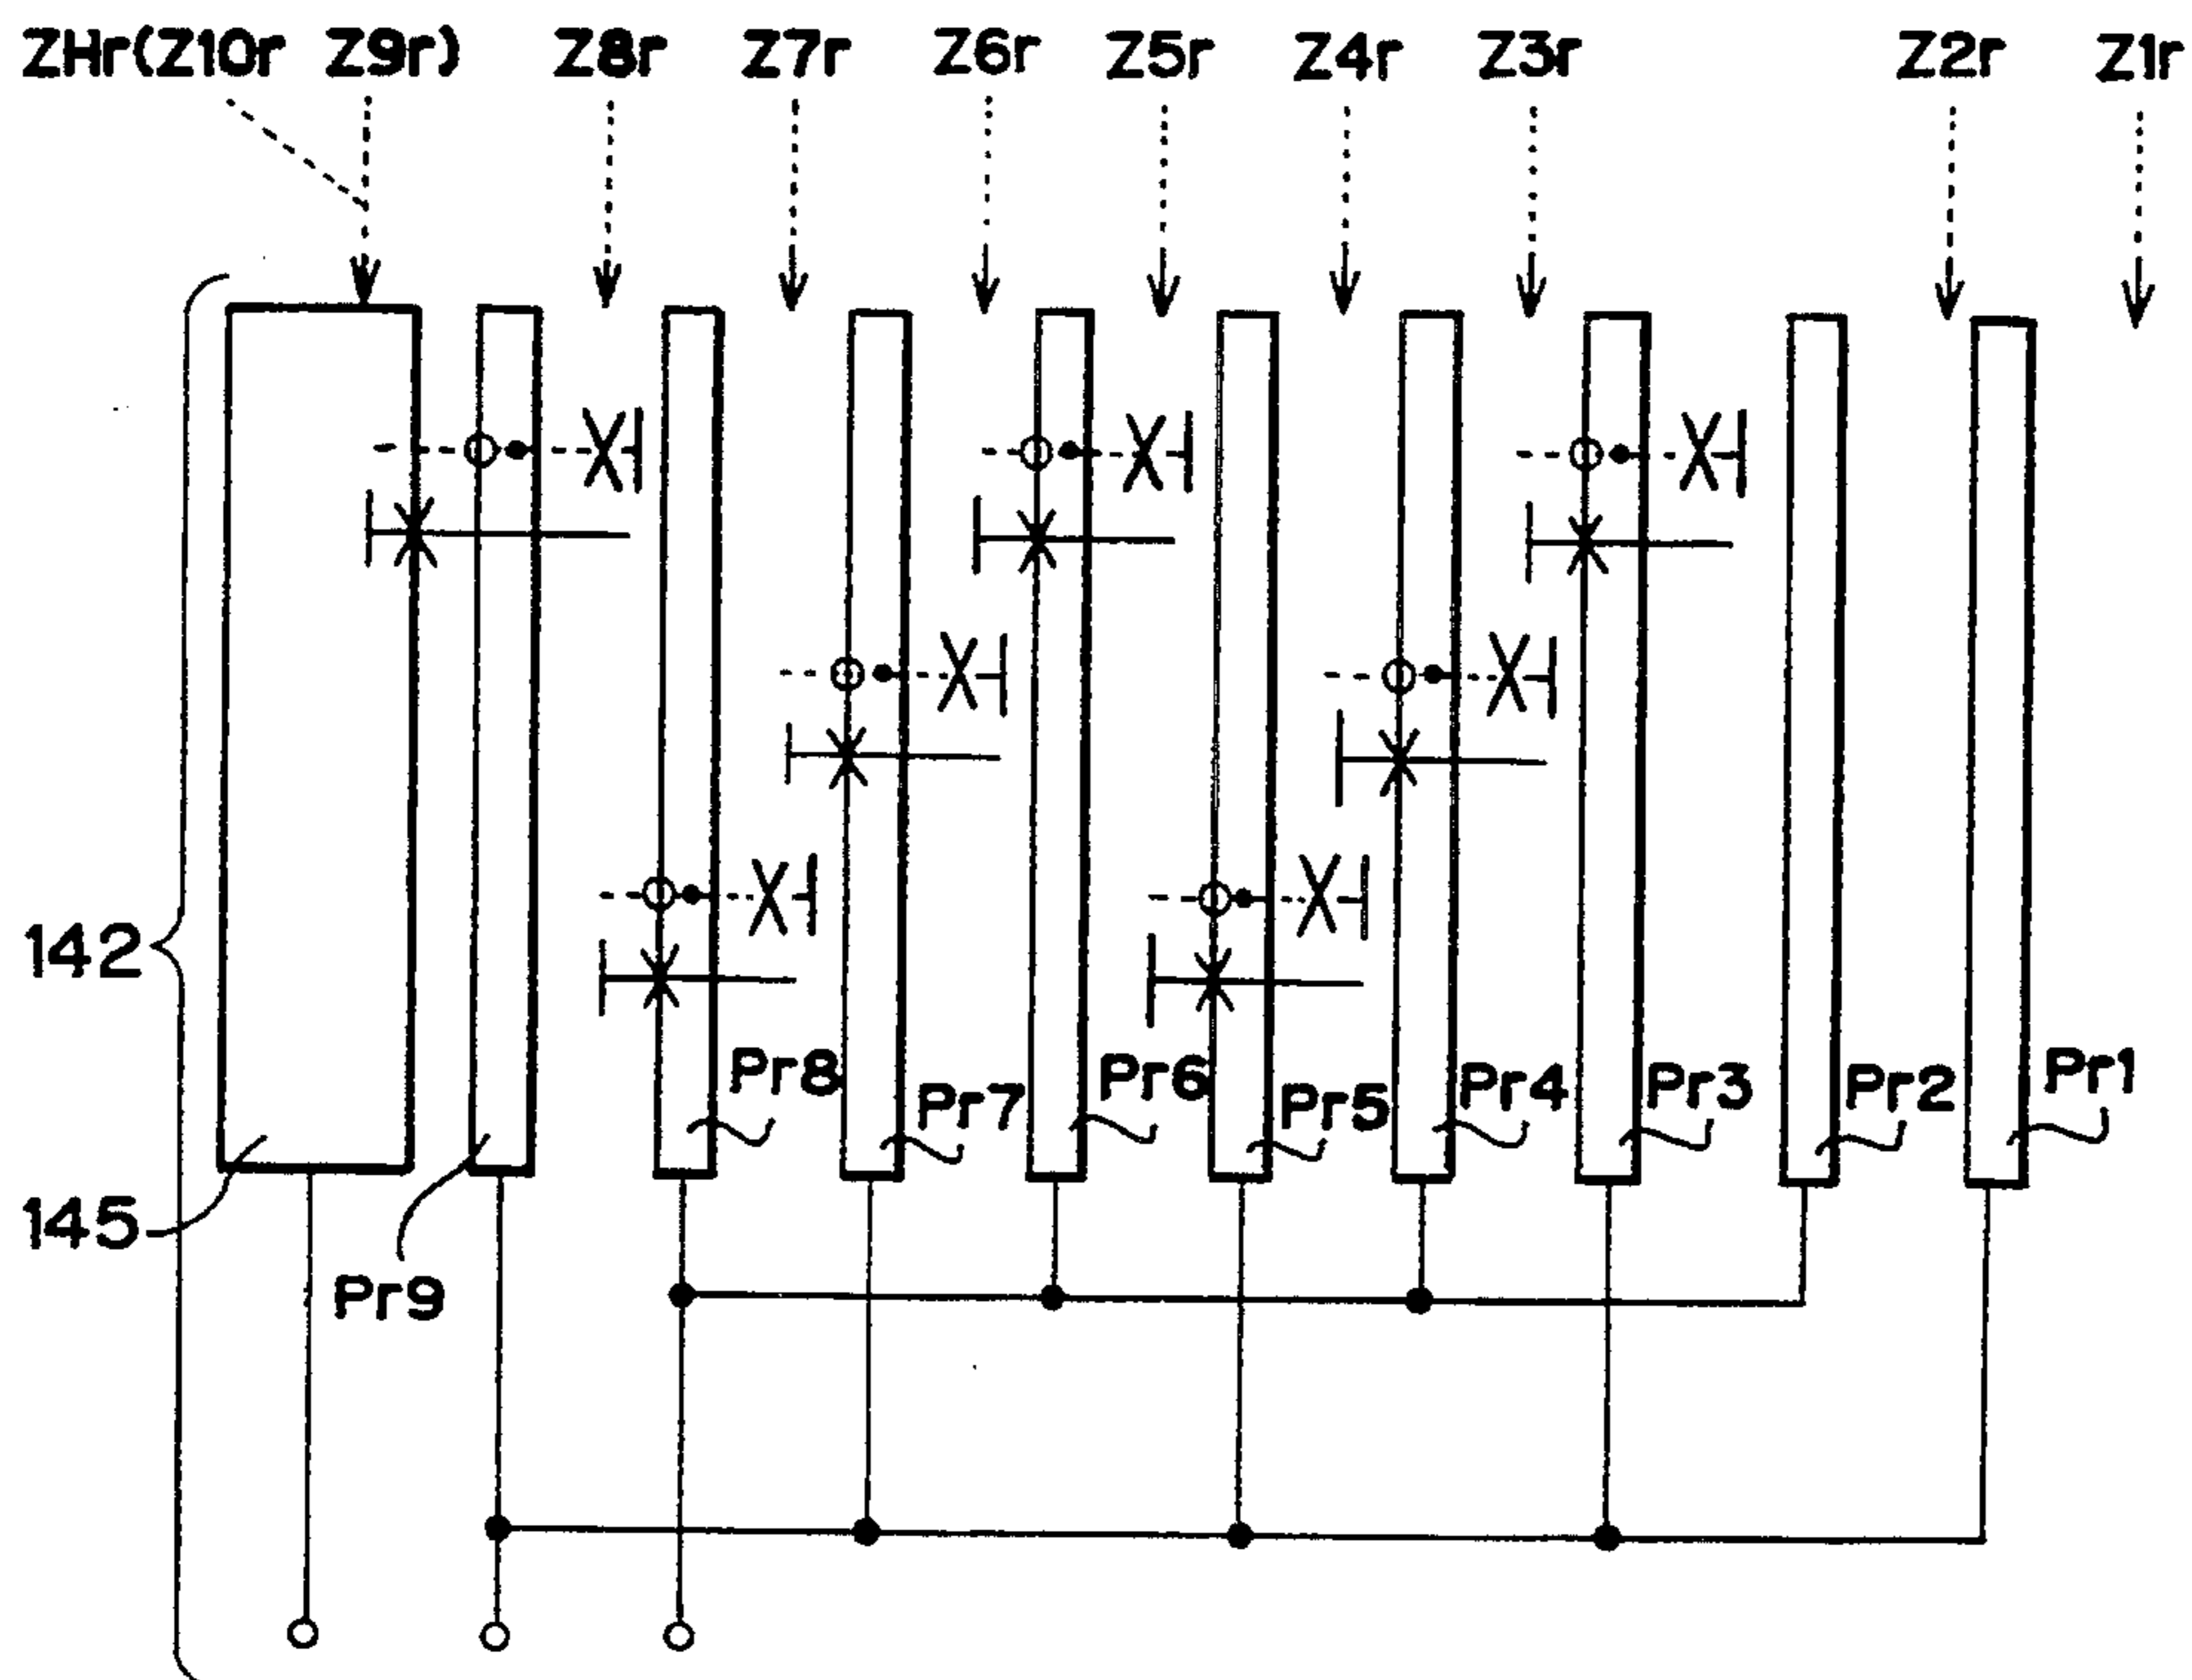 ZHr(Z10r Z9r) Z8r Z7r Z6r Z5r Z4r Z3r Z2r Z1r
142
Pr8 Pr7 Pr6 Pr5 Pr4 Pr3 Pr2 Pr1
145
Pr9